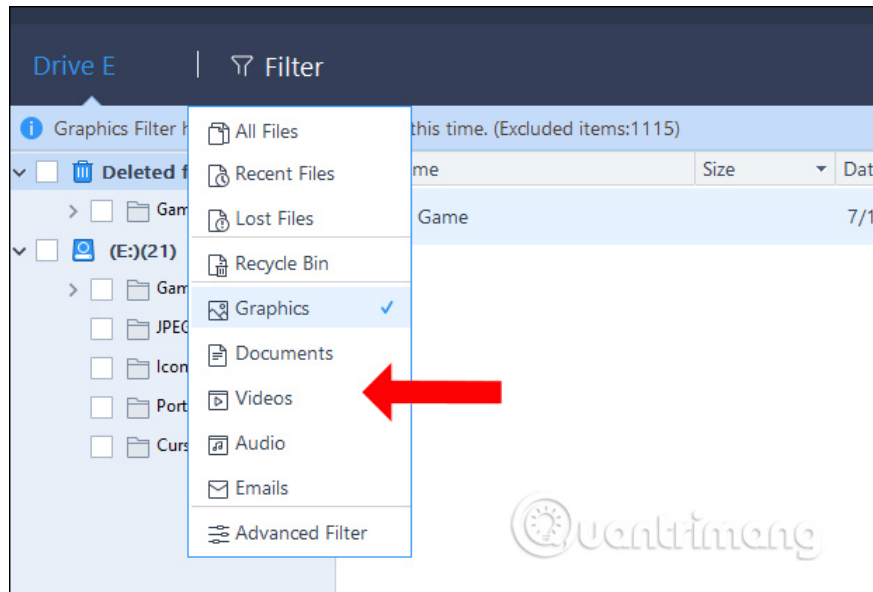 Drive E
Filter
Graphics Filter h
this time. (Excluded items:1115)
Deleted f
me
Size
Dat
Gam
Game
7/1
(E:)(21)
Gam
JPEG
Icon
Port
Curs
All Files
Recent Files
Lost Files
Recycle Bin
Graphics
Documents
Videos
Audio
Emails
Advanced Filter
Quantrimang